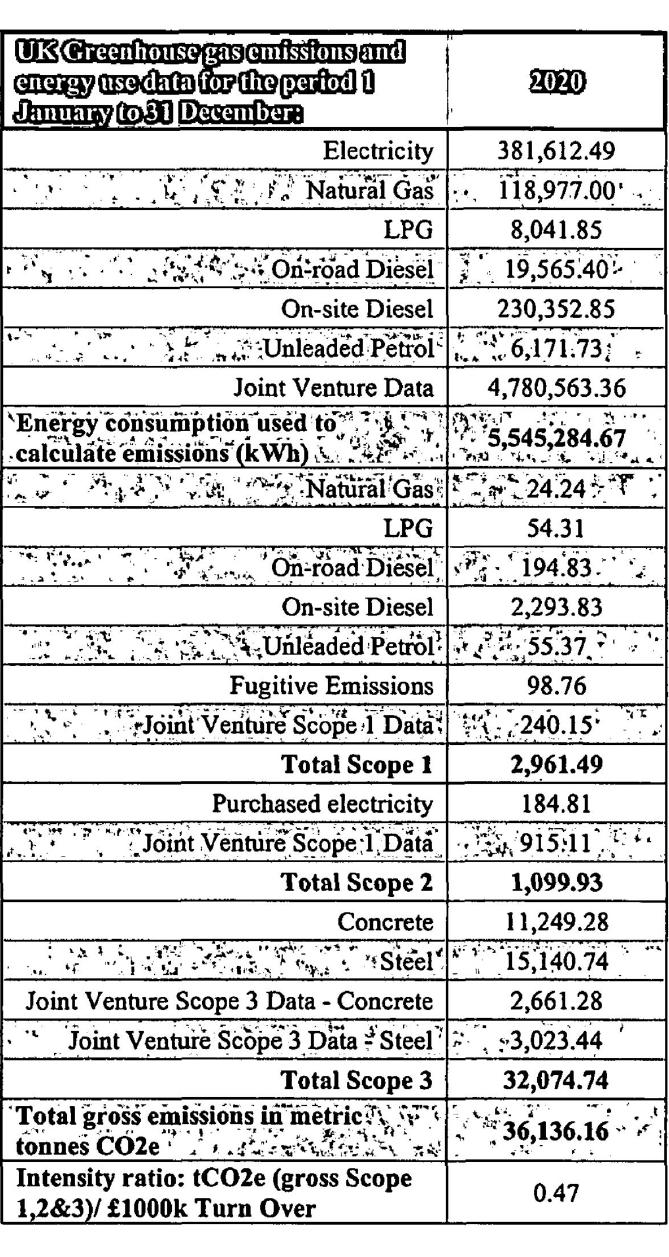 UK Greenhouse gas emissions and
energy use data for the period 1
January to 31 December:
2020
Electricity 381,612.49
Natural Gas 118,977.00
LPG 8,041.85
On-road Diesel 19,565.40
On-site Diesel 230,352.85
Unleaded Petrol 6,171.73
Joint Venture Data 4,780,563.36
Energy consumption used to
calculate emissions (kWh)
5,545,284.67
Natural Gas 24.24
LPG 54.31
On-road Diesel 194.83
On-site Diesel 2,293.83
Unleaded Petrol 55.37
Fugitive Emissions 98.76
Joint Venture Scope 1 Data 240.15
Total Scope 1 2,961.49
Purchased electricity 184.81
Joint Venture Scope 1 Data 915.11
Total Scope 2 1,099.93
Concrete 11,249.28
Steel 15,140.74
Joint Venture Scope 3 Data - Concrete 2,661.28
Joint Venture Scope 3 Data - Steel 3,023.44
Total Scope 3 32,074.74
Total gross emissions in metric
tonnes CO2e
36,136.16
Intensity ratio: tCO2e (gross Scope
1,2&3)/ £1000k Turn Over
0.47